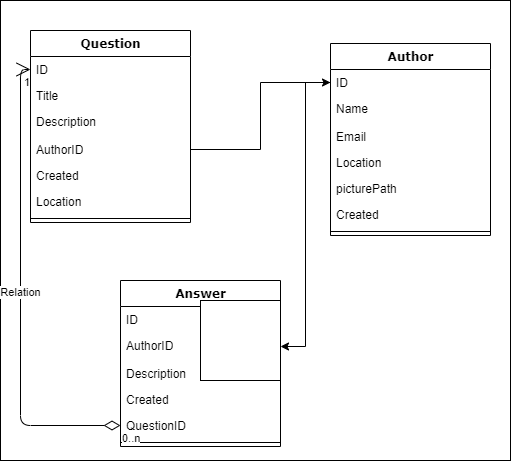 Question
ID
1
Title
Description
AuthorID
Created
Location
Author
ID
Name
Email
Location
picturePath
Created
Relation
Answer
ID
AuthorID
Description
Created
QuestionID
0..n